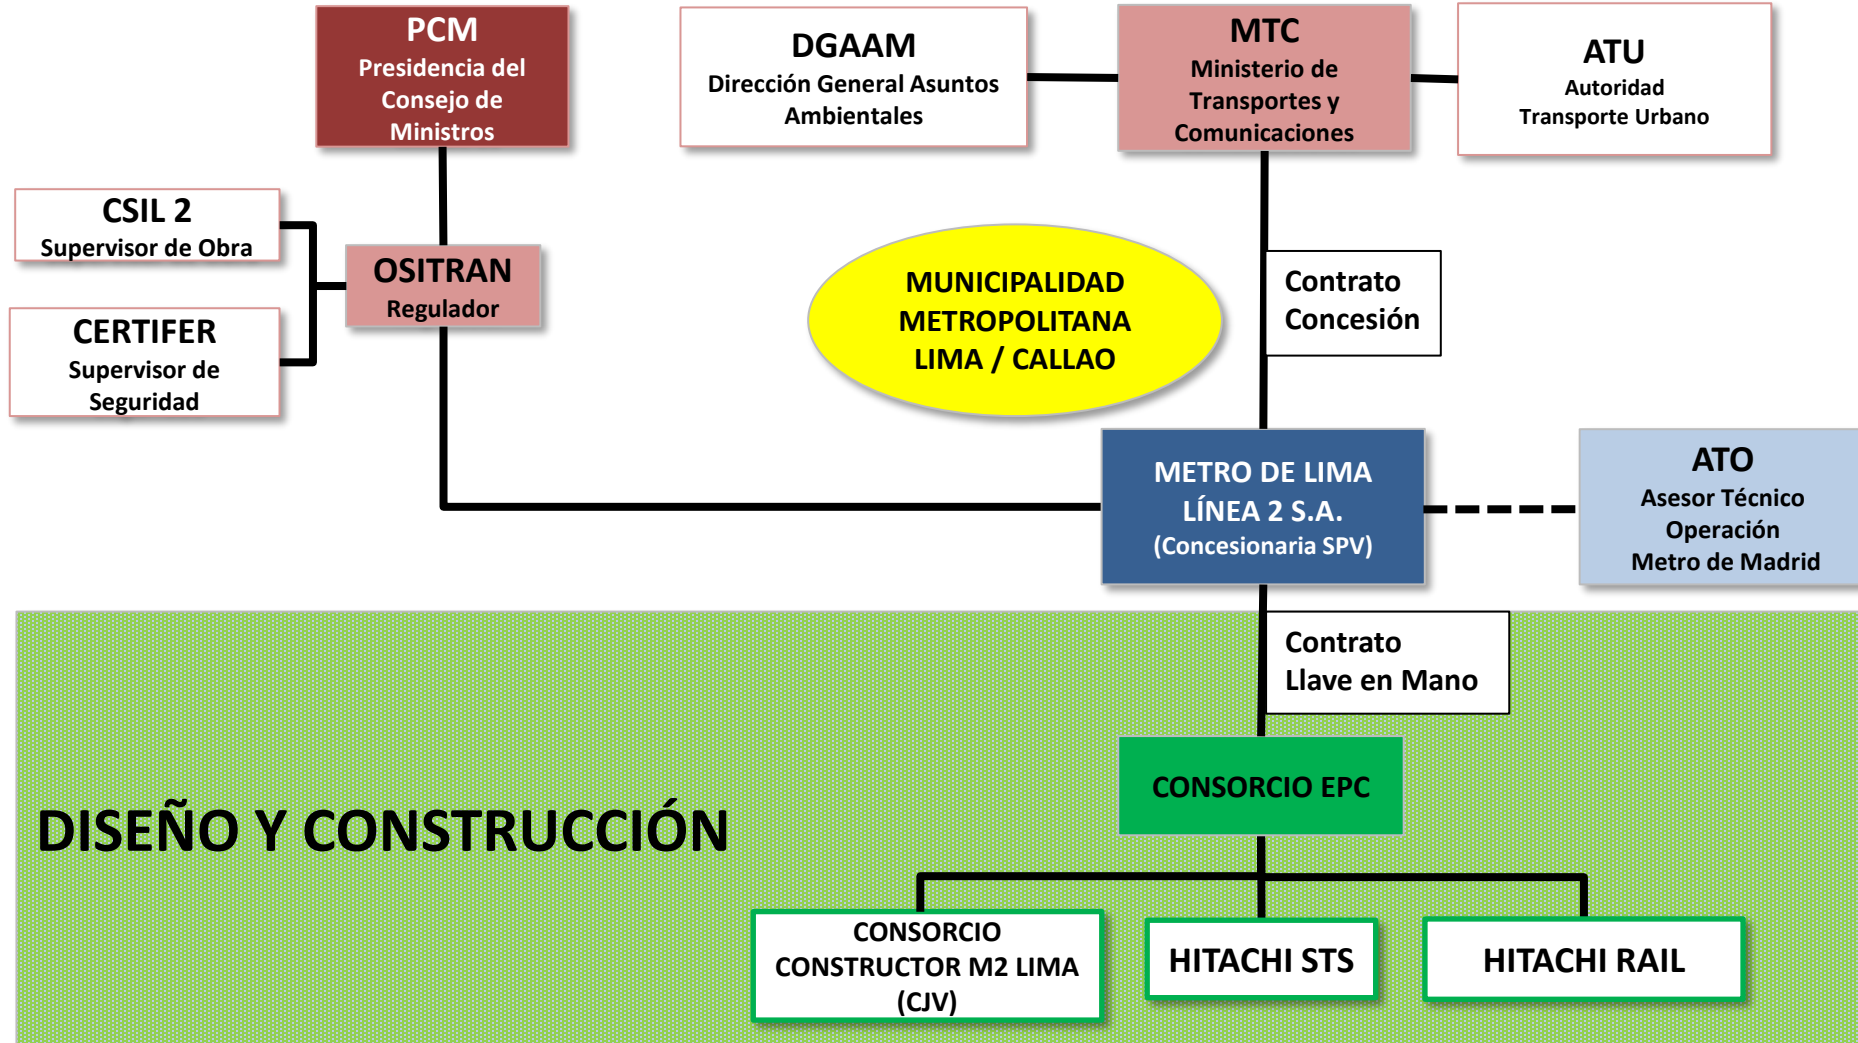 PCM
Presidencia del
Consejo de
Ministros
DGAAM
Dirección General Asuntos
Ambientales
MTC
Ministerio de
Transportes y
Comunicaciones
ATU
Autoridad
Transporte Urbano
CSIL 2
Supervisor de Obra
OSITRAN
Regulador
CERTIFER
Supervisor de
Seguridad
MUNICIPALIDAD
METROPOLITANA
LIMA / CALLAO
Contrato
Concesión
METRO DE LIMA
LÍNEA 2 S.A.
(Concesionaria SPV)
ATO
Asesor Técnico
Operación
Metro de Madrid
Contrato
Llave en Mano
CONSORCIO EPC
DISEÑO Y CONSTRUCCIÓN
CONSORCIO
CONSTRUCTOR M2 LIMA
(CJV)
HITACHI STS
HITACHI RAIL